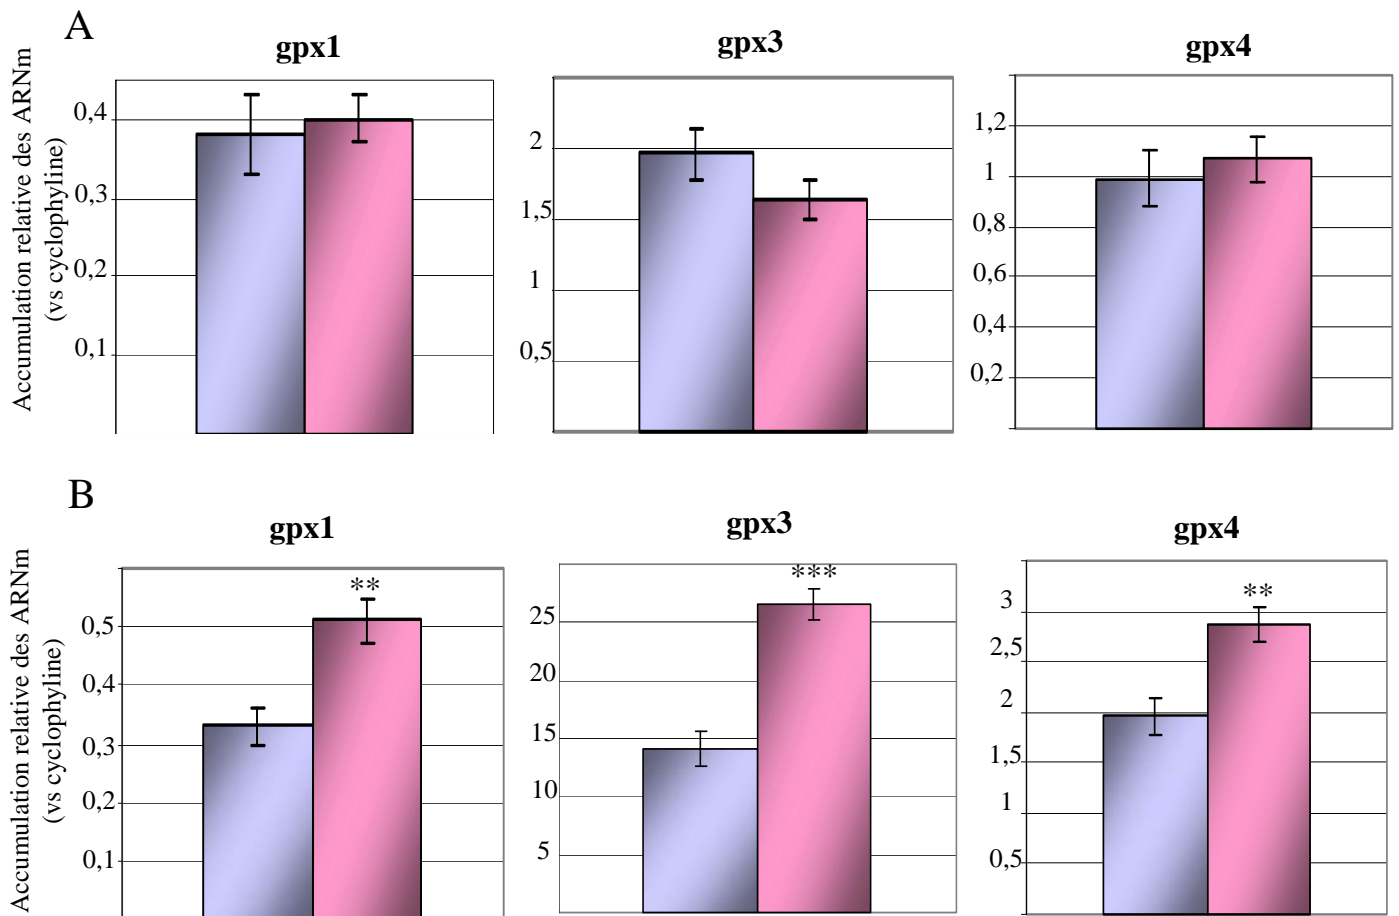 A
Accumulation relative des ARNm
(vs cyclophyline)
gpx1
0,4
0,3
0,2
0,1
gpx3
2
1,5
1
0,5
gpx4
1,2
1
0,8
0,6
0,4
0,2
B
Accumulation relative des ARNm
(vs cyclophyline)
gpx1
**
0,5
0,4
0,3
0,2
0,1
gpx3
***
25
20
15
10
5
gpx4
**
3
2,5
2
1,5
1
0,5